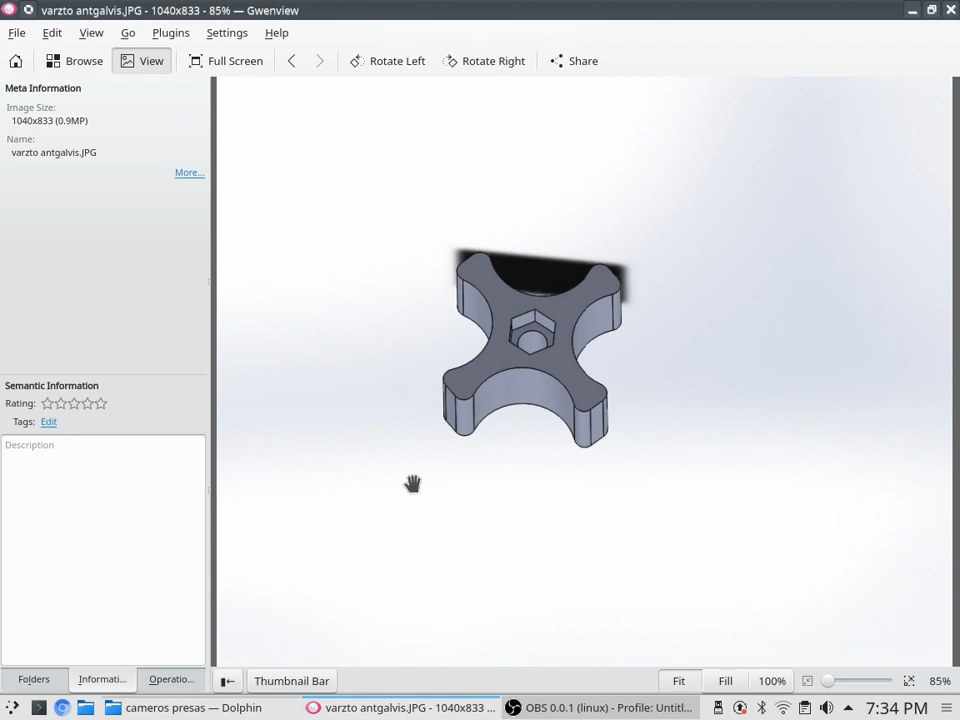 varzto antgalvis.JPG - 1040x833 - 85% — Gwenview
File Edit View Go Plugins Settings Help
Browse View Full Screen Rotate Left Rotate Right Share
Meta Information
Image Size:
1040x833 (0.9MP)
Name:
varzto antgalvis.JPG
More...
Semantic Information
Rating:
Tags: Edit
Description
Folders Informati... Operatio... Thumbnail Bar Fit Fill 100% 85%
cameros presas — Dolphin varzto antgalvis.JPG - 1040x833 ... OBS 0.0.1 (linux) - Profile: Untitl... 7:34 PM